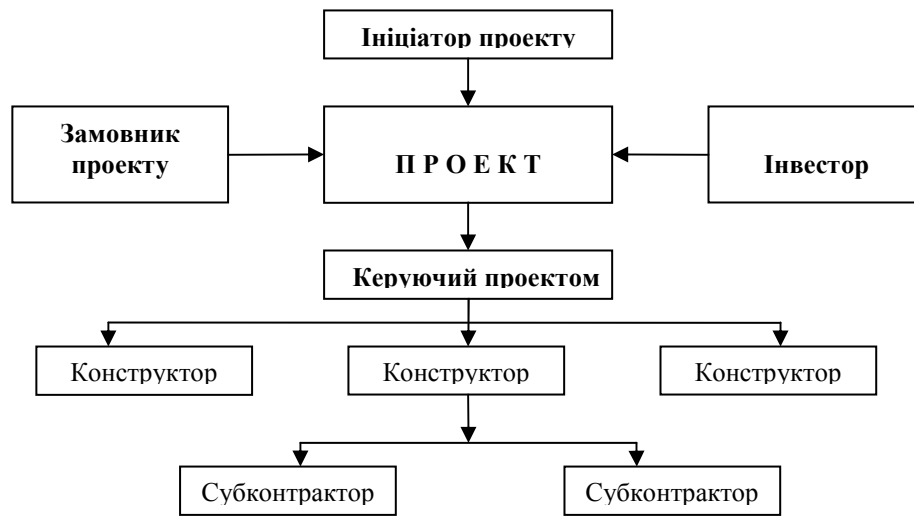 Ініціатор проекту
Замовник
проекту
П Р О Е К Т
Інвестор
Керуючий проектом
Конструктор
Конструктор
Конструктор
Субконтрактор
Субконтрактор